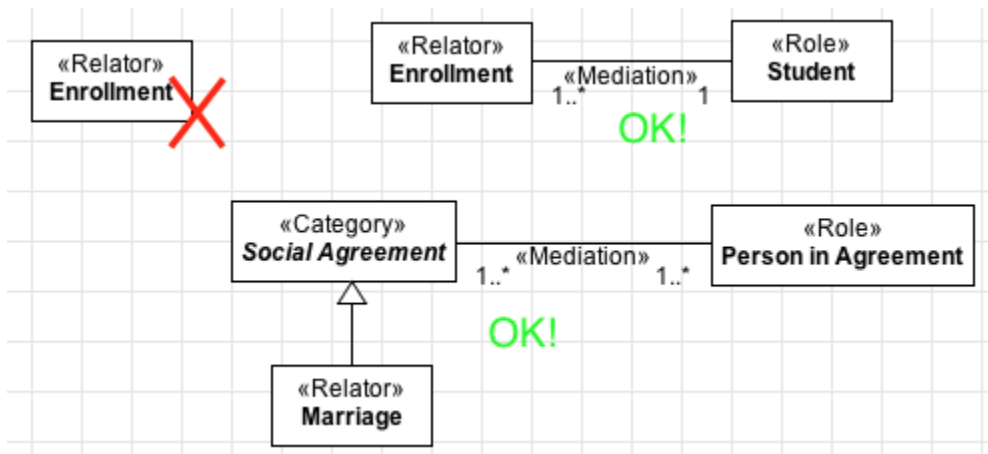 «Relator»
Enrollment
«Relator»
Enrollment
«Mediation»
1..*
1
«Role»
Student
OK!
«Category»
Social Agreement
«Mediation»
1..*
1..*
«Role»
Person in Agreement
OK!
«Relator»
Marriage